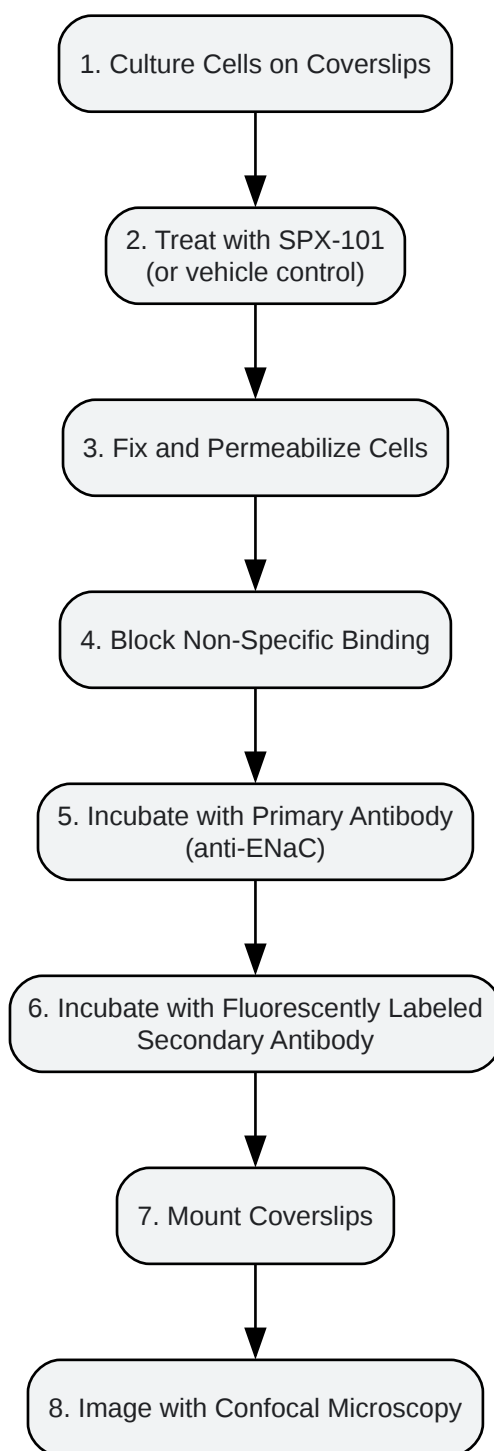 1. Culture Cells on Coverslips
2. Treat with SPX-101
(or vehicle control)
3. Fix and Permeabilize Cells
4. Block Non-Specific Binding
5. Incubate with Primary Antibody
(anti-ENaC)
6. Incubate with Fluorescently Labeled
Secondary Antibody
7. Mount Coverslips
8. Image with Confocal Microscopy